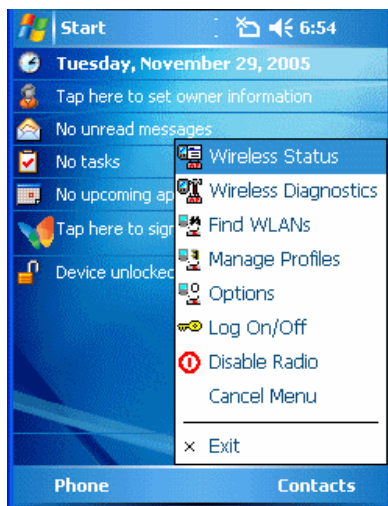 Start 6:54
Tuesday, November 29, 2005
Tap here to set owner information
No unread messages
No tasks
No upcoming ap
Tap here to sigr
Device unlocked
Wireless Status
Wireless Diagnostics
Find WLANs
Manage Profiles
Options
Log On/Off
Disable Radio
Cancel Menu
Exit
Phone Contacts